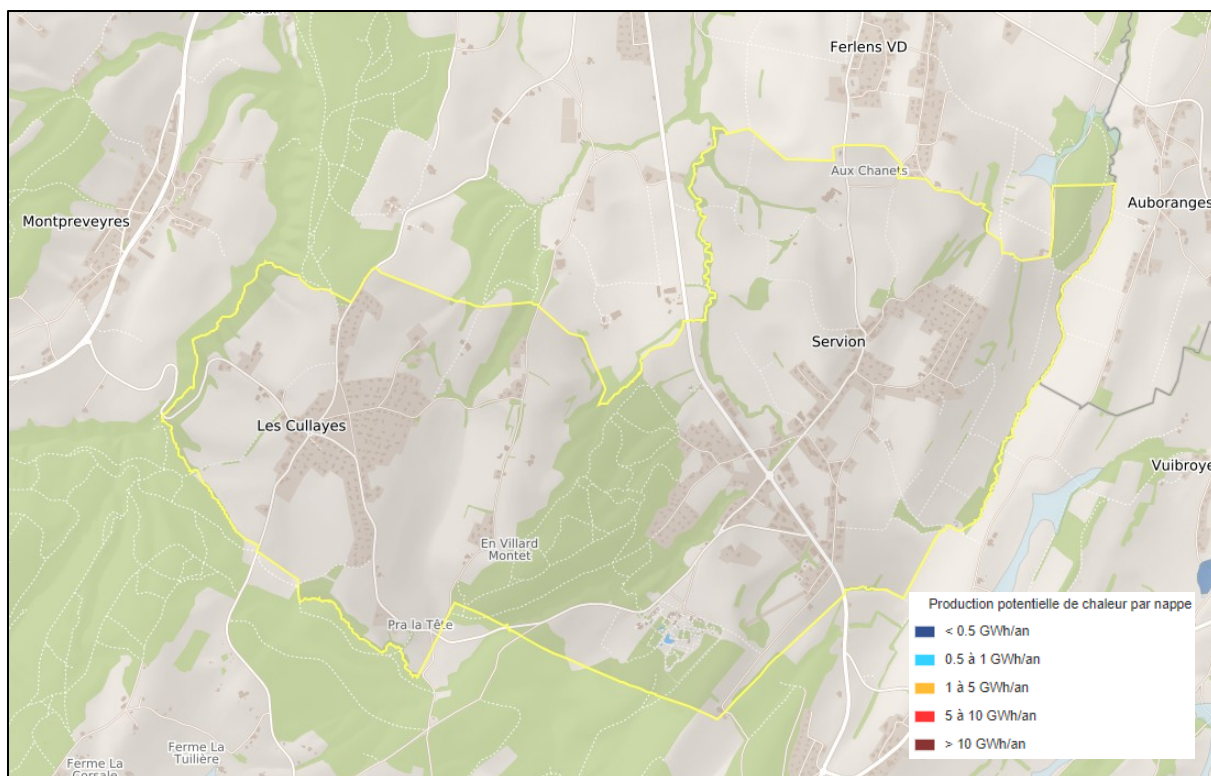 Ferlens VD
Aux Chanets
Montpreveyres
Auboranges
Servion
Les Cullayes
Vuibroye
En Villard
Montet
Pra la Tête
Ferme La
Tuilière
Ferme La
Production potentielle de chaleur par nappe
< 0.5 GWh/an
0.5 à 1 GWh/an
1 à 5 GWh/an
5 à 10 GWh/an
> 10 GWh/an